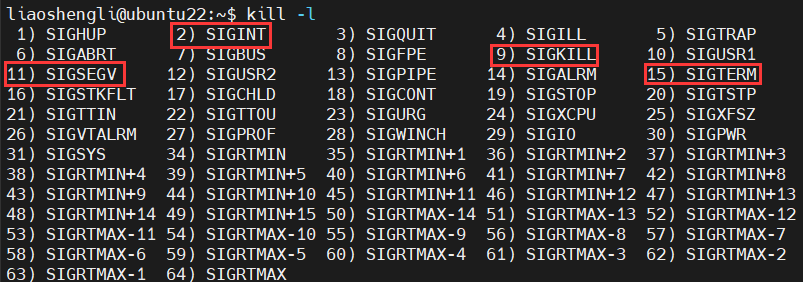 liaoshengli@ubuntu22:~$ kill -l
1) SIGHUP 2) SIGINT 3) SIGQUIT 4) SIGILL 5) SIGTRAP
6) SIGABRT 7) SIGBUS 8) SIGFPE 9) SIGKILL 10) SIGUSR1
11) SIGSEGV 12) SIGUSR2 13) SIGPIPE 14) SIGALRM 15) SIGTERM
16) SIGSTKFLT 17) SIGCHLD 18) SIGCONT 19) SIGSTOP 20) SIGTSTP
21) SIGTTIN 22) SIGTTOU 23) SIGURG 24) SIGXCPU 25) SIGXFSZ
26) SIGVTALRM 27) SIGPROF 28) SIGWINCH 29) SIGIO 30) SIGPWR
31) SIGSYS 34) SIGRTMIN 35) SIGRTMIN+1 36) SIGRTMIN+2 37) SIGRTMIN+3
38) SIGRTMIN+4 39) SIGRTMIN+5 40) SIGRTMIN+6 41) SIGRTMIN+7 42) SIGRTMIN+8
43) SIGRTMIN+9 44) SIGRTMIN+10 45) SIGRTMIN+11 46) SIGRTMIN+12 47) SIGRTMIN+13
48) SIGRTMIN+14 49) SIGRTMIN+15 50) SIGRTMAX-14 51) SIGRTMAX-13 52) SIGRTMAX-12
53) SIGRTMAX-11 54) SIGRTMAX-10 55) SIGRTMAX-9 56) SIGRTMAX-8 57) SIGRTMAX-7
58) SIGRTMAX-6 59) SIGRTMAX-5 60) SIGRTMAX-4 61) SIGRTMAX-3 62) SIGRTMAX-2
63) SIGRTMAX-1 64) SIGRTMAX